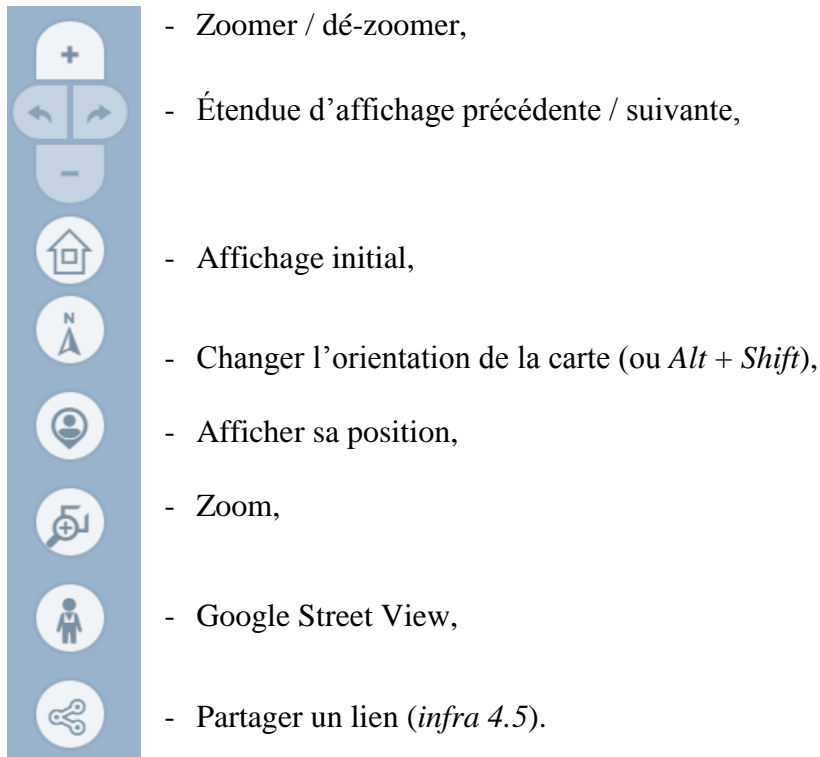 - Zoomer / dé-zoomer,
- Étendue d’affichage précédente / suivante,
- Affichage initial,
N
- Changer l’orientation de la carte (ou Alt + Shift),
- Afficher sa position,
- Zoom,
- Google Street View,
- Partager un lien (infra 4.5).